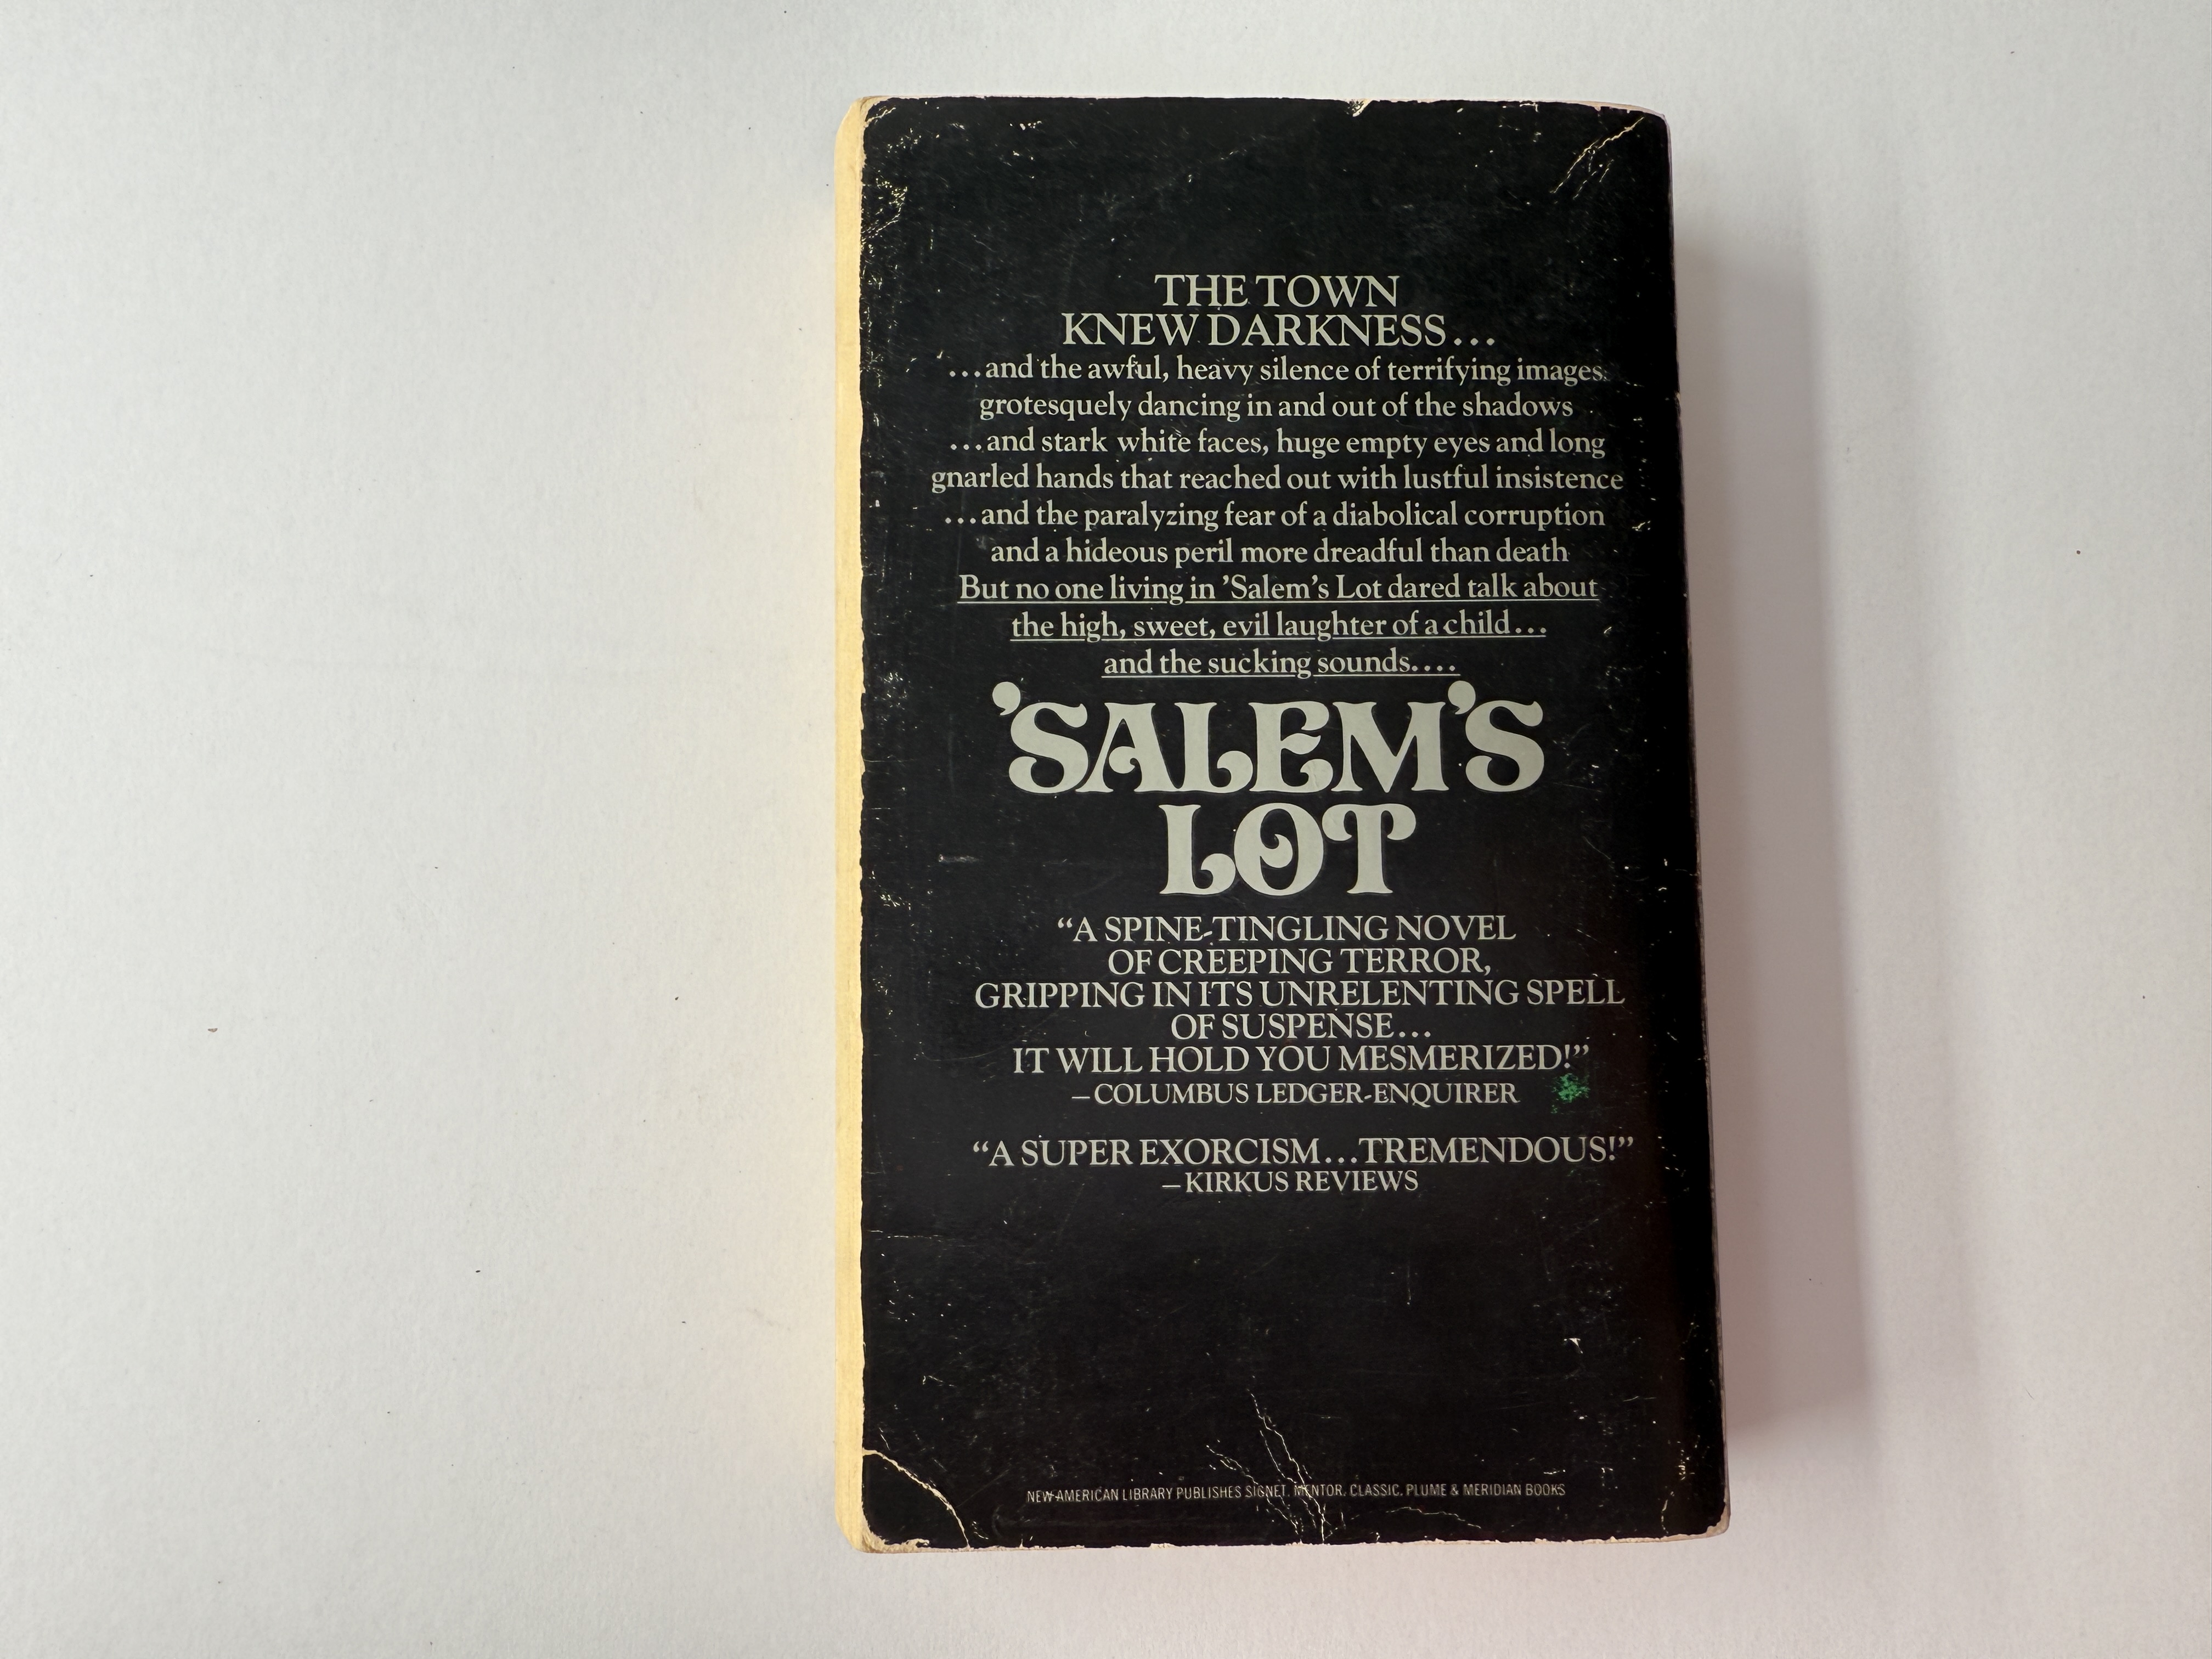 THE TOWN
KNEW DARKNESS...
...and the awful, heavy silence of terrifying images
grotesquely dancing in and out of the shadows
...and stark white faces, huge empty eyes and long
gnarled hands that reached out with lustful insistence
...and the paralyzing fear of a diabolical corruption
and a hideous peril more dreadful than death
But no one living in ’Salem’s Lot dared talk about
the high, sweet, evil laughter of a child...
and the sucking sounds....
’SALEM’S
LOT
“A SPINE-TINGLING NOVEL
OF CREEPING TERROR,
GRIPPING IN ITS UNRELENTING SPELL
OF SUSPENSE...
IT WILL HOLD YOU MESMERIZED!”
—COLUMBUS LEDGER-ENQUIRER
“A SUPER EXORCISM...TREMENDOUS!”
—KIRKUS REVIEWS
NEW AMERICAN LIBRARY PUBLISHES SIGNET, MENTOR, CLASSIC, PLUME & MERIDIAN BOOKS